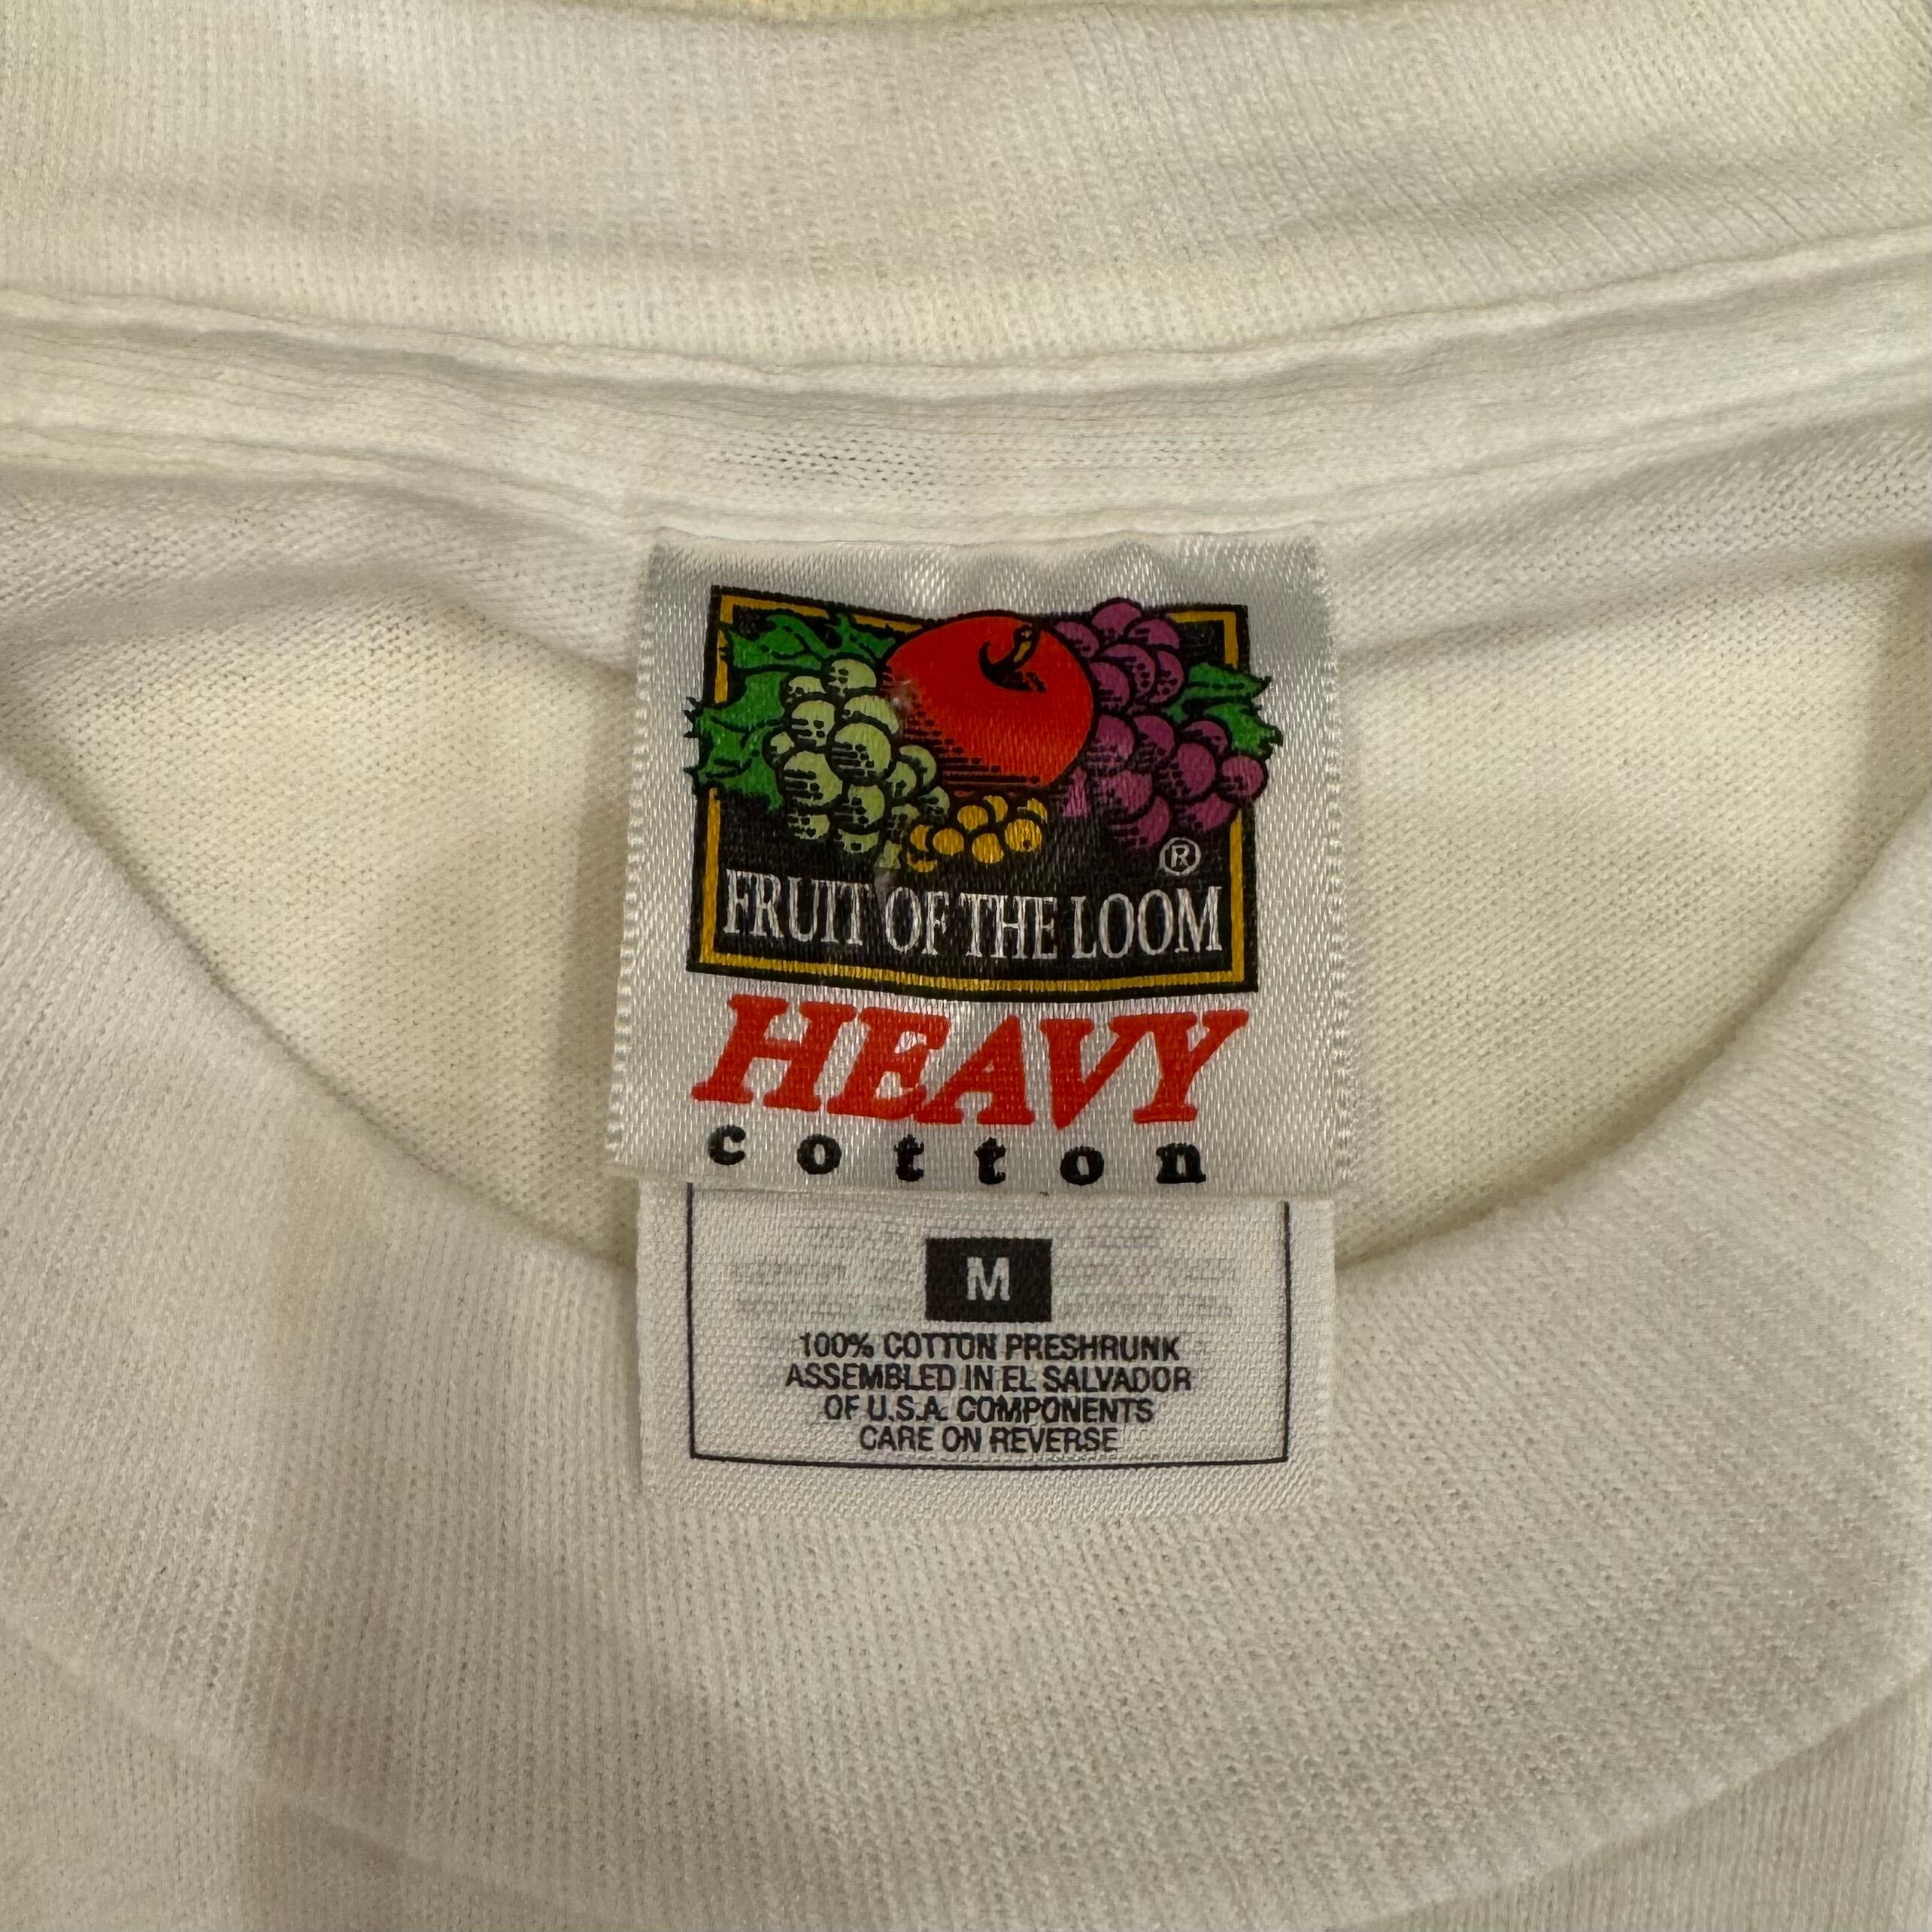 ®
FRUIT OF THE LOOM
HEAVY
cotton
M
100% COTTON PRESHRUNK
ASSEMBLED IN EL SALVADOR
OF U.S.A. COMPONENTS
CARE ON REVERSE